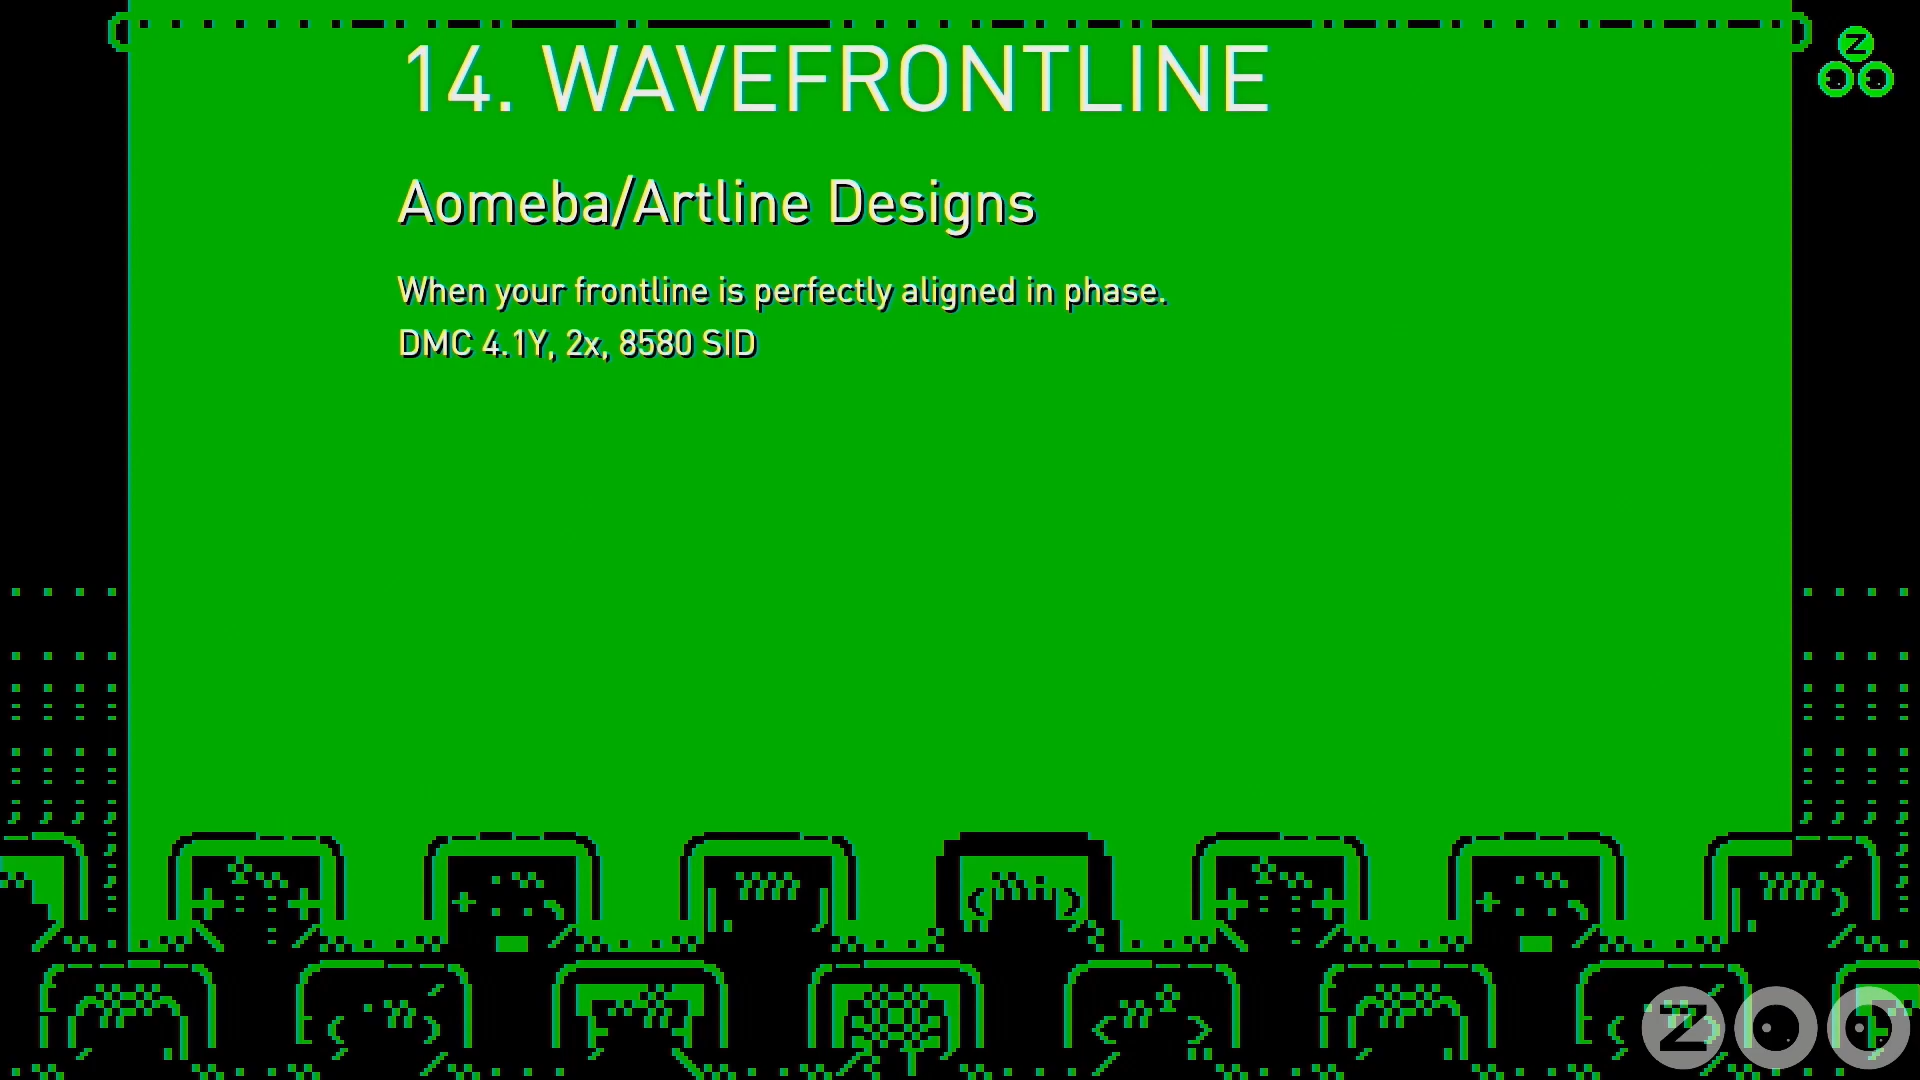 14. WAVEFRONTLINE
Aomeba/Artline Designs
When your frontline is perfectly aligned in phase.
DMC 4.1Y, 2x, 8580 SID
Z
ZOO